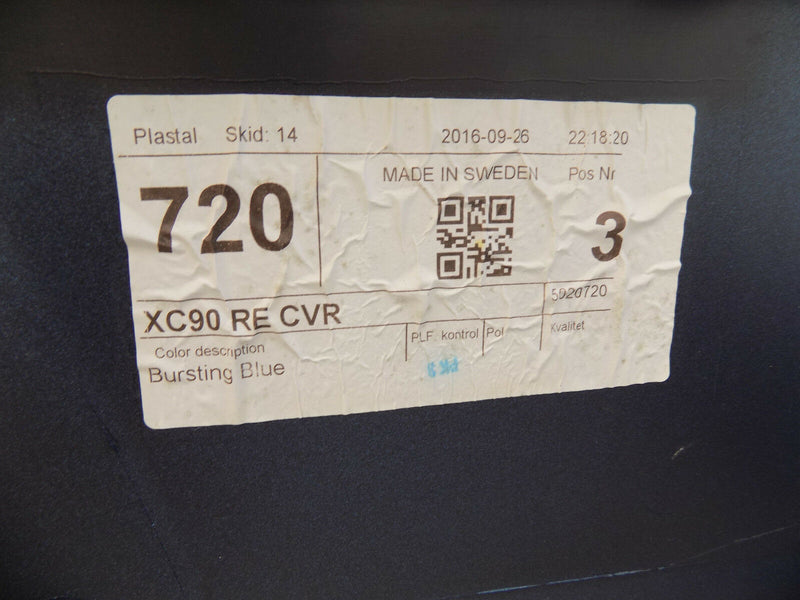 Plastal Skid: 14 2016-09-26 22:18:20
MADE IN SWEDEN Pos Nr
720
3
5D20720
XC90 RE CVR
PLF. kontrol Pol Kvalitet
Color description
Bursting Blue